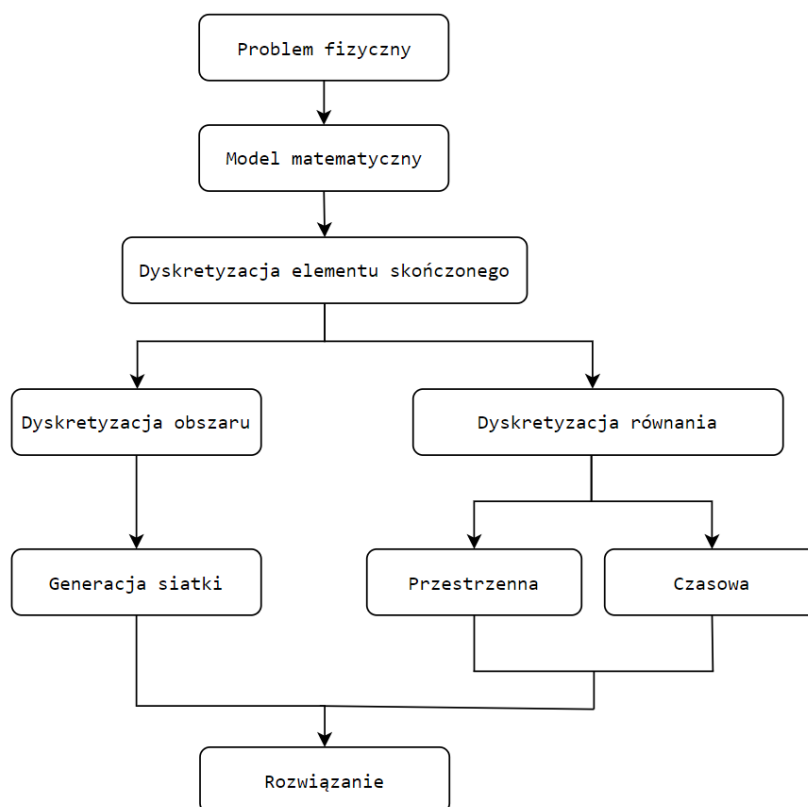 Problem fizyczny
Model matematyczny
Dyskretyzacja elementu skończonego
Dyskretyzacja obszaru
Dyskretyzacja równania
Generacja siatki
Przestrzenna
Czasowa
Rozwiązanie